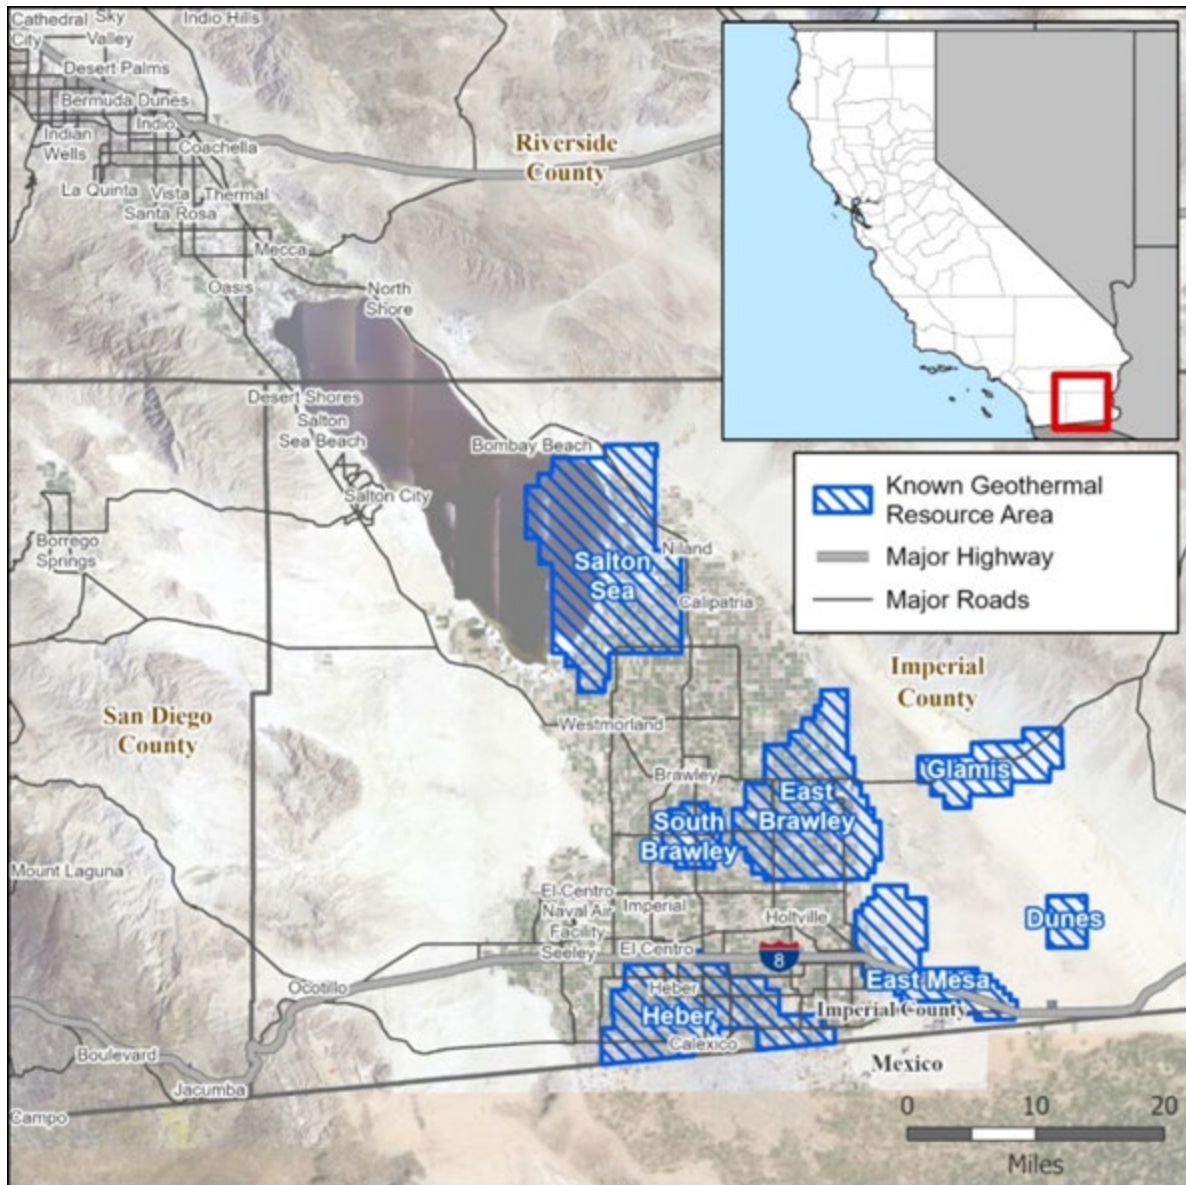 Cathedral
City
Sky
Valley
Indio Hills
Desert Palms
Bermuda Dunes
Indio
Indian
Wells
Coachella
La Quinta
Vista
Santa Rosa
Thermal
Mecca
Oasis
North
Shore
Riverside
County
Desert Shores
Salton
Sea Beach
Bombay Beach
Salton City
Borrego
Springs
Salton
Sea
Niland
Calipatria
Known Geothermal
Resource Area
Major Highway
Major Roads
Imperial
County
San Diego
County
Westmorland
Brawley
Glamis
East
Brawley
South
Brawley
Mount Laguna
El Centro
Naval Air
Facility
Imperial
Holtville
Dunes
Seeley
El Centro
8
Ocotillo
East Mesa
Heber
Heber
Imperial County
Calexico
Boulevard
Mexico
Jacumba
Campo
0 10 20
Miles